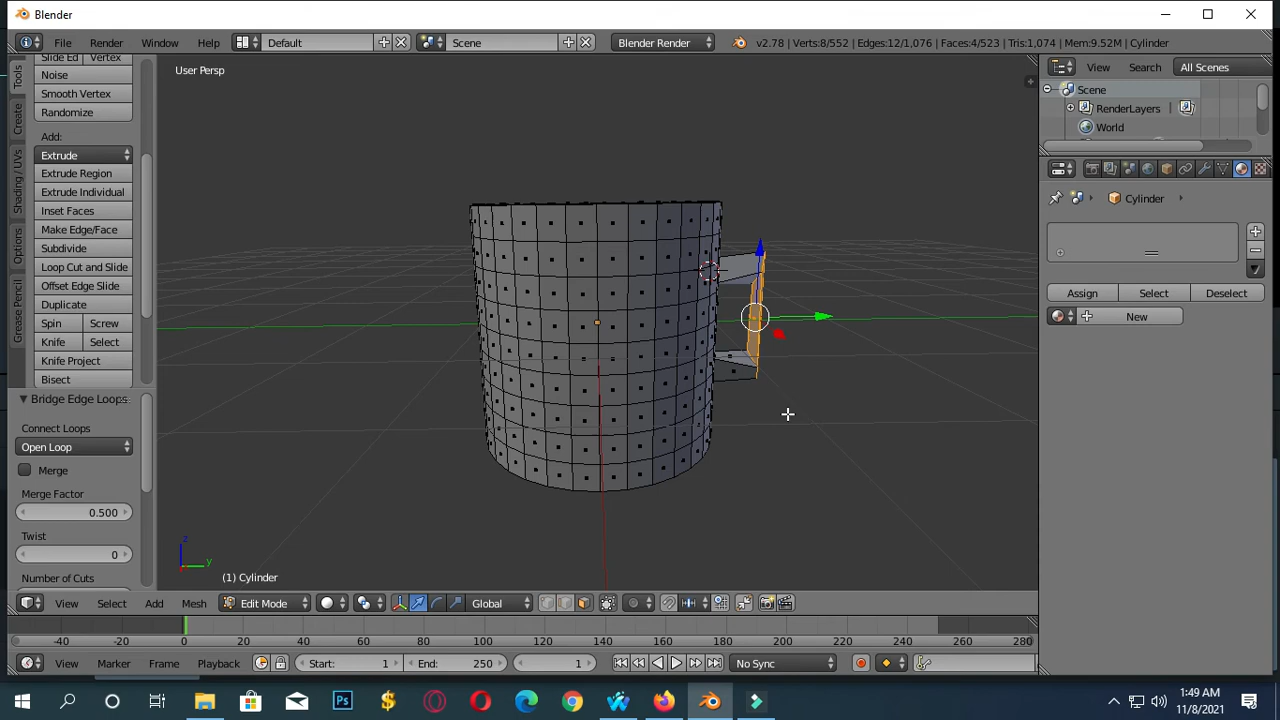 Blender
File
Render
Window
Help
Default
Scene
Blender Render
v2.78 | Verts:8/552 | Edges:12/1,076 | Faces:4/523 | Tris:1,074 | Mem:9.52M | Cylinder
Tools
Create
Shading / UVs
Options
Grease Pencil
Slide Ed
Vertex
Noise
Smooth Vertex
Randomize
Add:
Extrude
Extrude Region
Extrude Individual
Inset Faces
Make Edge/Face
Subdivide
Loop Cut and Slide
Offset Edge Slide
Duplicate
Spin
Screw
Knife
Select
Knife Project
Bisect
Bridge Edge Loops
Connect Loops
Open Loop
Merge
Merge Factor
0.500
Twist
0
Number of Cuts
User Persp
z
y
(1) Cylinder
View
Search
All Scenes
Scene
RenderLayers
World
Cylinder
Assign
Select
Deselect
New
View
Select
Add
Mesh
Edit Mode
Global
-40 -20 0 20 40 60 80 100 120 140 160 180 200 220 240 260 280
View
Marker
Frame
Playback
Start: 1
End: 250
1
No Sync
Ps
1:49 AM
11/8/2021